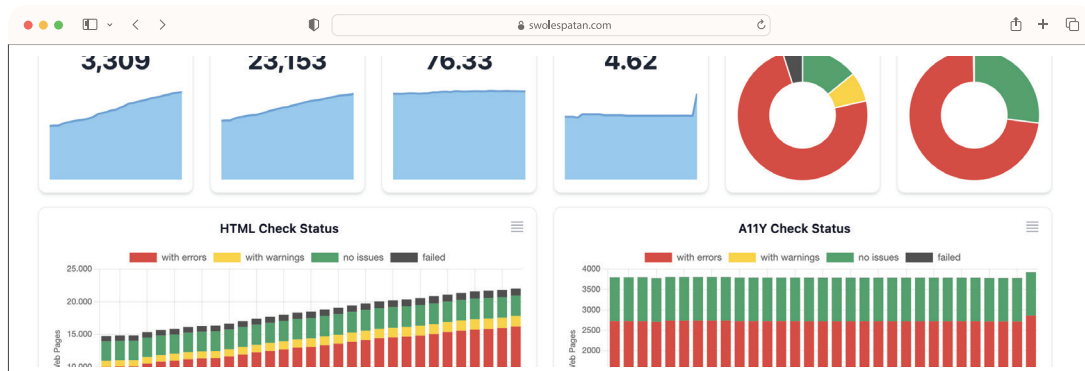 swolespatan.com
3,309
23,153
76.33
4.62
HTML Check Status
with errors with warnings no issues failed
25.000
20.000
15.000
10.000
Web Pages
A11Y Check Status
with errors with warnings no issues failed
4000
3500
3000
2500
2000
Web Pages